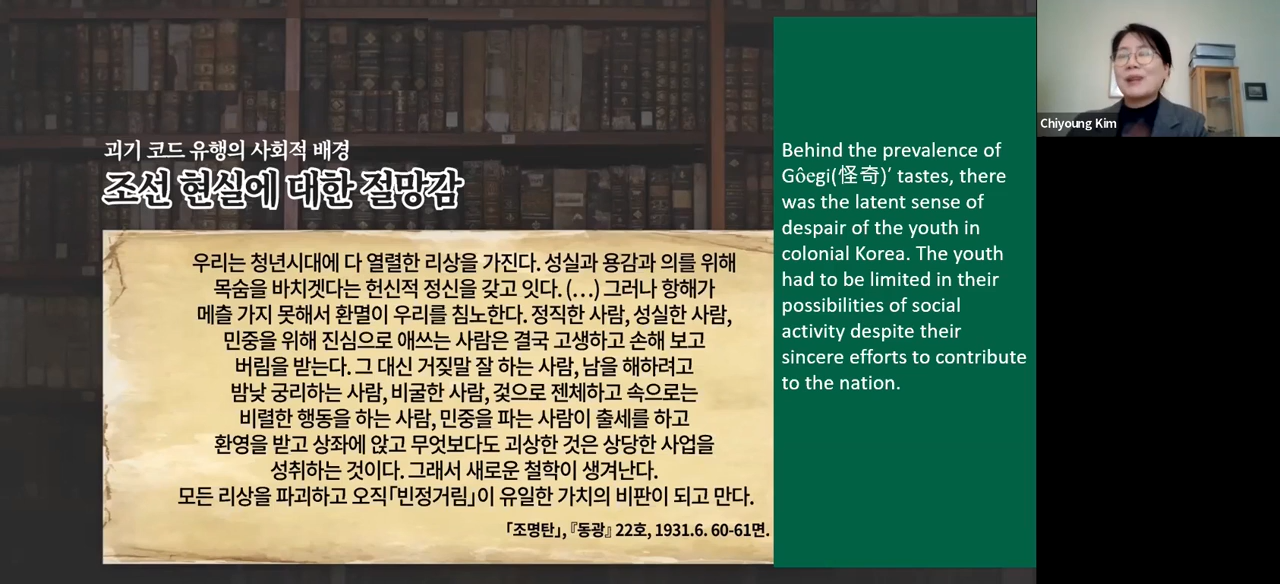 괴기 코드 유행의 사회적 배경
조선 현실에 대한 절망감
우리는 청년시대에 다 열렬한 리상을 가진다. 성실과 용감과 의를 위해
목숨을 바치겟다는 헌신적 정신을 갖고 잇다. (…) 그러나 항해가
메츨 가지 못해서 환멸이 우리를 침노한다. 정직한 사람, 성실한 사람,
민중을 위해 진심으로 애쓰는 사람은 결국 고생하고 손해 보고
버림을 받는다. 그 대신 거짖말 잘 하는 사람, 남을 해하려고
밤낮 궁리하는 사람, 비굴한 사람, 겆으로 젠체하고 속으로는
비렬한 행동을 하는 사람, 민중을 파는 사람이 출세를 하고
환영을 받고 상좌에 앉고 무엇보다도 괴상한 것은 상당한 사업을
성취하는 것이다. 그래서 새로운 철학이 생겨난다.
모든 리상을 파괴하고 오직「빈정거림」이 유일한 가치의 비판이 되고 만다.
「조명탄」, 『동광』 22호, 1931.6. 60-61면.
Behind the prevalence of
Gôegi(怪奇)‘ tastes, there
was the latent sense of
despair of the youth in
colonial Korea. The youth
had to be limited in their
possibilities of social
activity despite their
sincere efforts to contribute
to the nation.
Chiyoung Kim